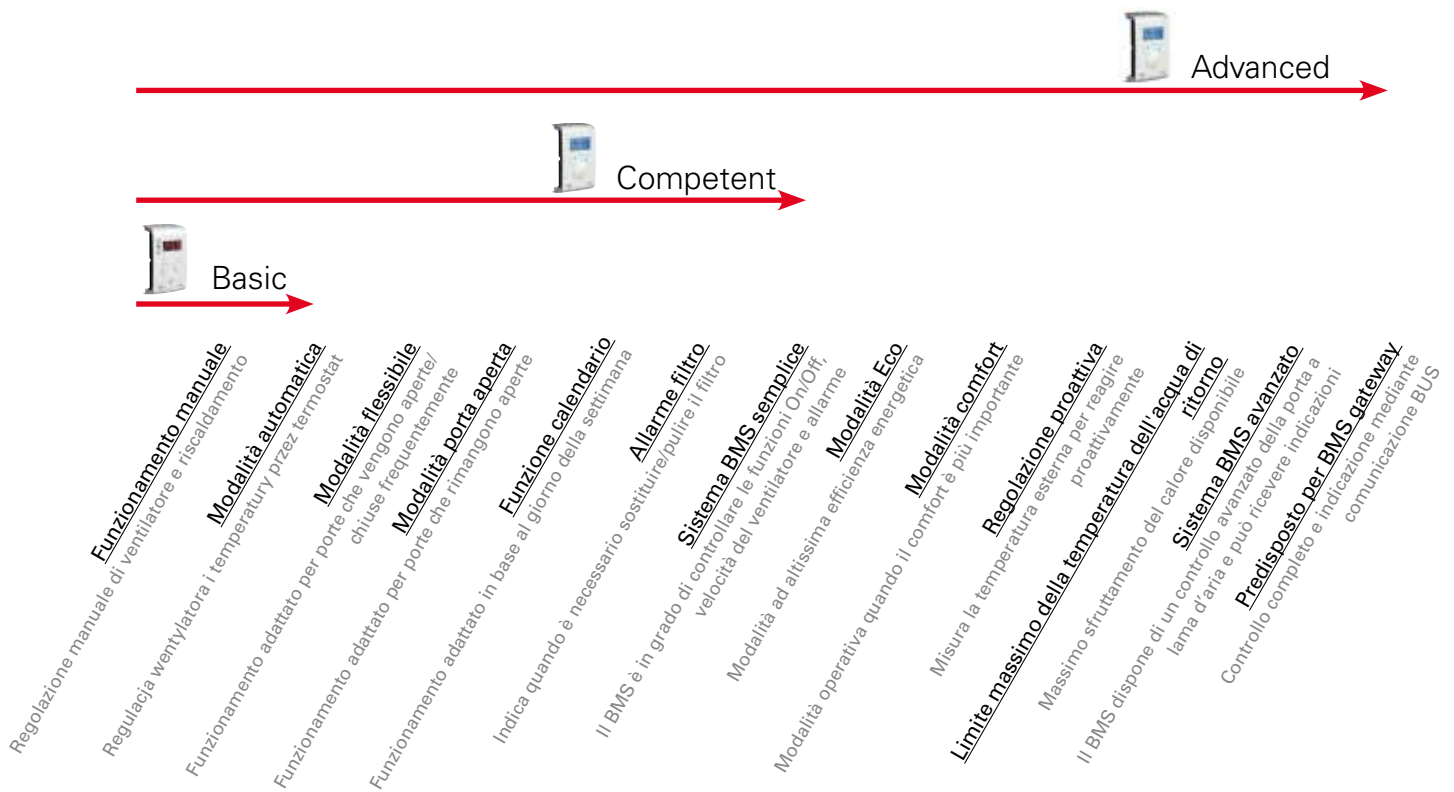 Advanced
Competent
Basic
Funzionamento manuale
Regolazione manuale di ventilatore e riscaldamento
Modalità automatica
Regulacja wentylatora i temperatury przez termostat
Modalità flessibile
Funzionamento adattato per porte che vengono aperte/
chiuse frequentemente
Modalità porta aperta
Funzionamento adattato per porte che rimangono aperte
Funzione calendario
Funzionamento adattato in base al giorno della settimana
Allarme filtro
Indica quando è necessario sostituire/pulire il filtro
Sistema BMS semplice
Il BMS è in grado di controllare le funzioni On/Off,
velocità del ventilatore e allarme
Modalità Eco
Modalità ad altissima efficienza energetica
Modalità comfort
Modalità operativa quando il comfort è più importante
Regolazione proattiva
Misura la temperatura esterna per reagire
proattivamente
Limite massimo della temperatura dell'acqua di
ritorno
Massimo sfruttamento del calore disponibile
Sistema BMS avanzato
Il BMS dispone di un controllo avanzato della porta a
lama d'aria e può ricevere indicazioni
Predisposto per BMS gateway
Controllo completo e indicazione mediante
comunicazione BUS